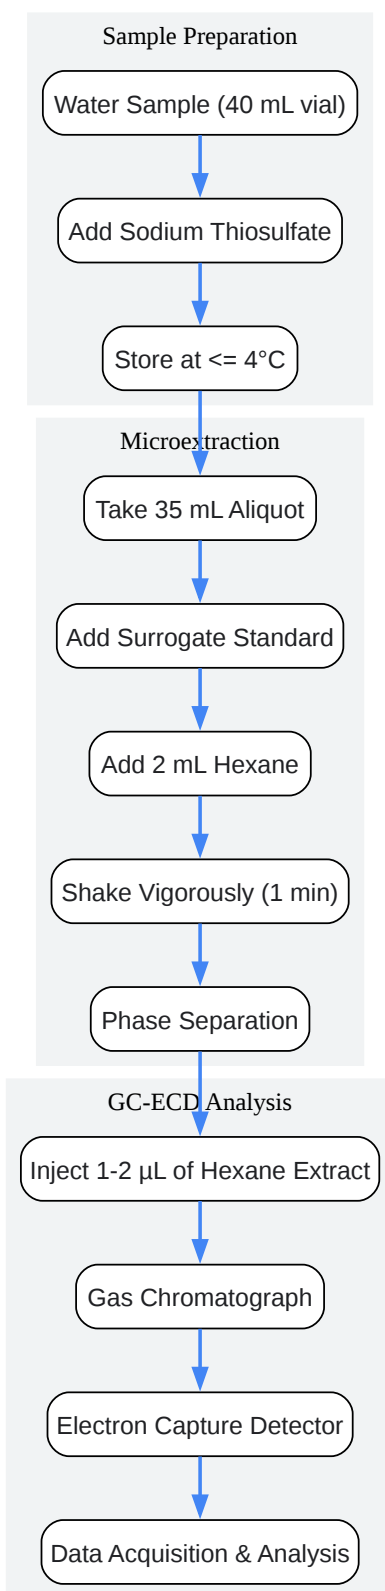 Sample Preparation
Water Sample (40 mL vial)
Add Sodium Thiosulfate
Store at <= 4°C
Microextraction
Take 35 mL Aliquot
Add Surrogate Standard
Add 2 mL Hexane
Shake Vigorously (1 min)
Phase Separation
GC-ECD Analysis
Inject 1-2 µL of Hexane Extract
Gas Chromatograph
Electron Capture Detector
Data Acquisition & Analysis